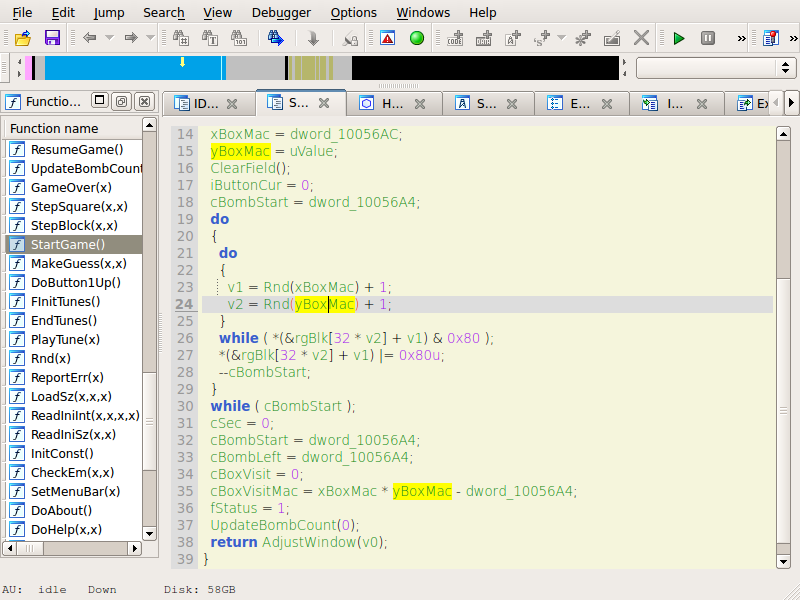 File Edit Jump Search View Debugger Options Windows Help
Functio...
ID...
S...
H...
S...
E...
I...
Ex
Function name
ResumeGame()
UpdateBombCount
GameOver(x)
StepSquare(x,x)
StepBlock(x,x)
StartGame()
MakeGuess(x,x)
DoButton1Up()
FInitTunes()
EndTunes()
PlayTune(x)
Rnd(x)
ReportErr(x)
LoadSz(x,x,x)
ReadIniInt(x,x,x,x)
ReadIniSz(x,x)
InitConst()
CheckEm(x,x)
SetMenuBar(x)
DoAbout()
DoHelp(x,x)
14 xBoxMac = dword_10056AC;
15 yBoxMac = uValue;
16 ClearField();
17 iButtonCur = 0;
18 cBombStart = dword_10056A4;
19 do
20 {
21 do
22 {
23 v1 = Rnd(xBoxMac) + 1;
24 v2 = Rnd(yBoxMac) + 1;
25 }
26 while ( *(&rgBlk[32 * v2] + v1) & 0x80 );
27 *(&rgBlk[32 * v2] + v1) |= 0x80u;
28 --cBombStart;
29 }
30 while ( cBombStart );
31 cSec = 0;
32 cBombStart = dword_10056A4;
33 cBombLeft = dword_10056A4;
34 cBoxVisit = 0;
35 cBoxVisitMac = xBoxMac * yBoxMac - dword_10056A4;
36 fStatus = 1;
37 UpdateBombCount(0);
38 return AdjustWindow(v0);
39 }
AU: idle Down Disk: 58GB